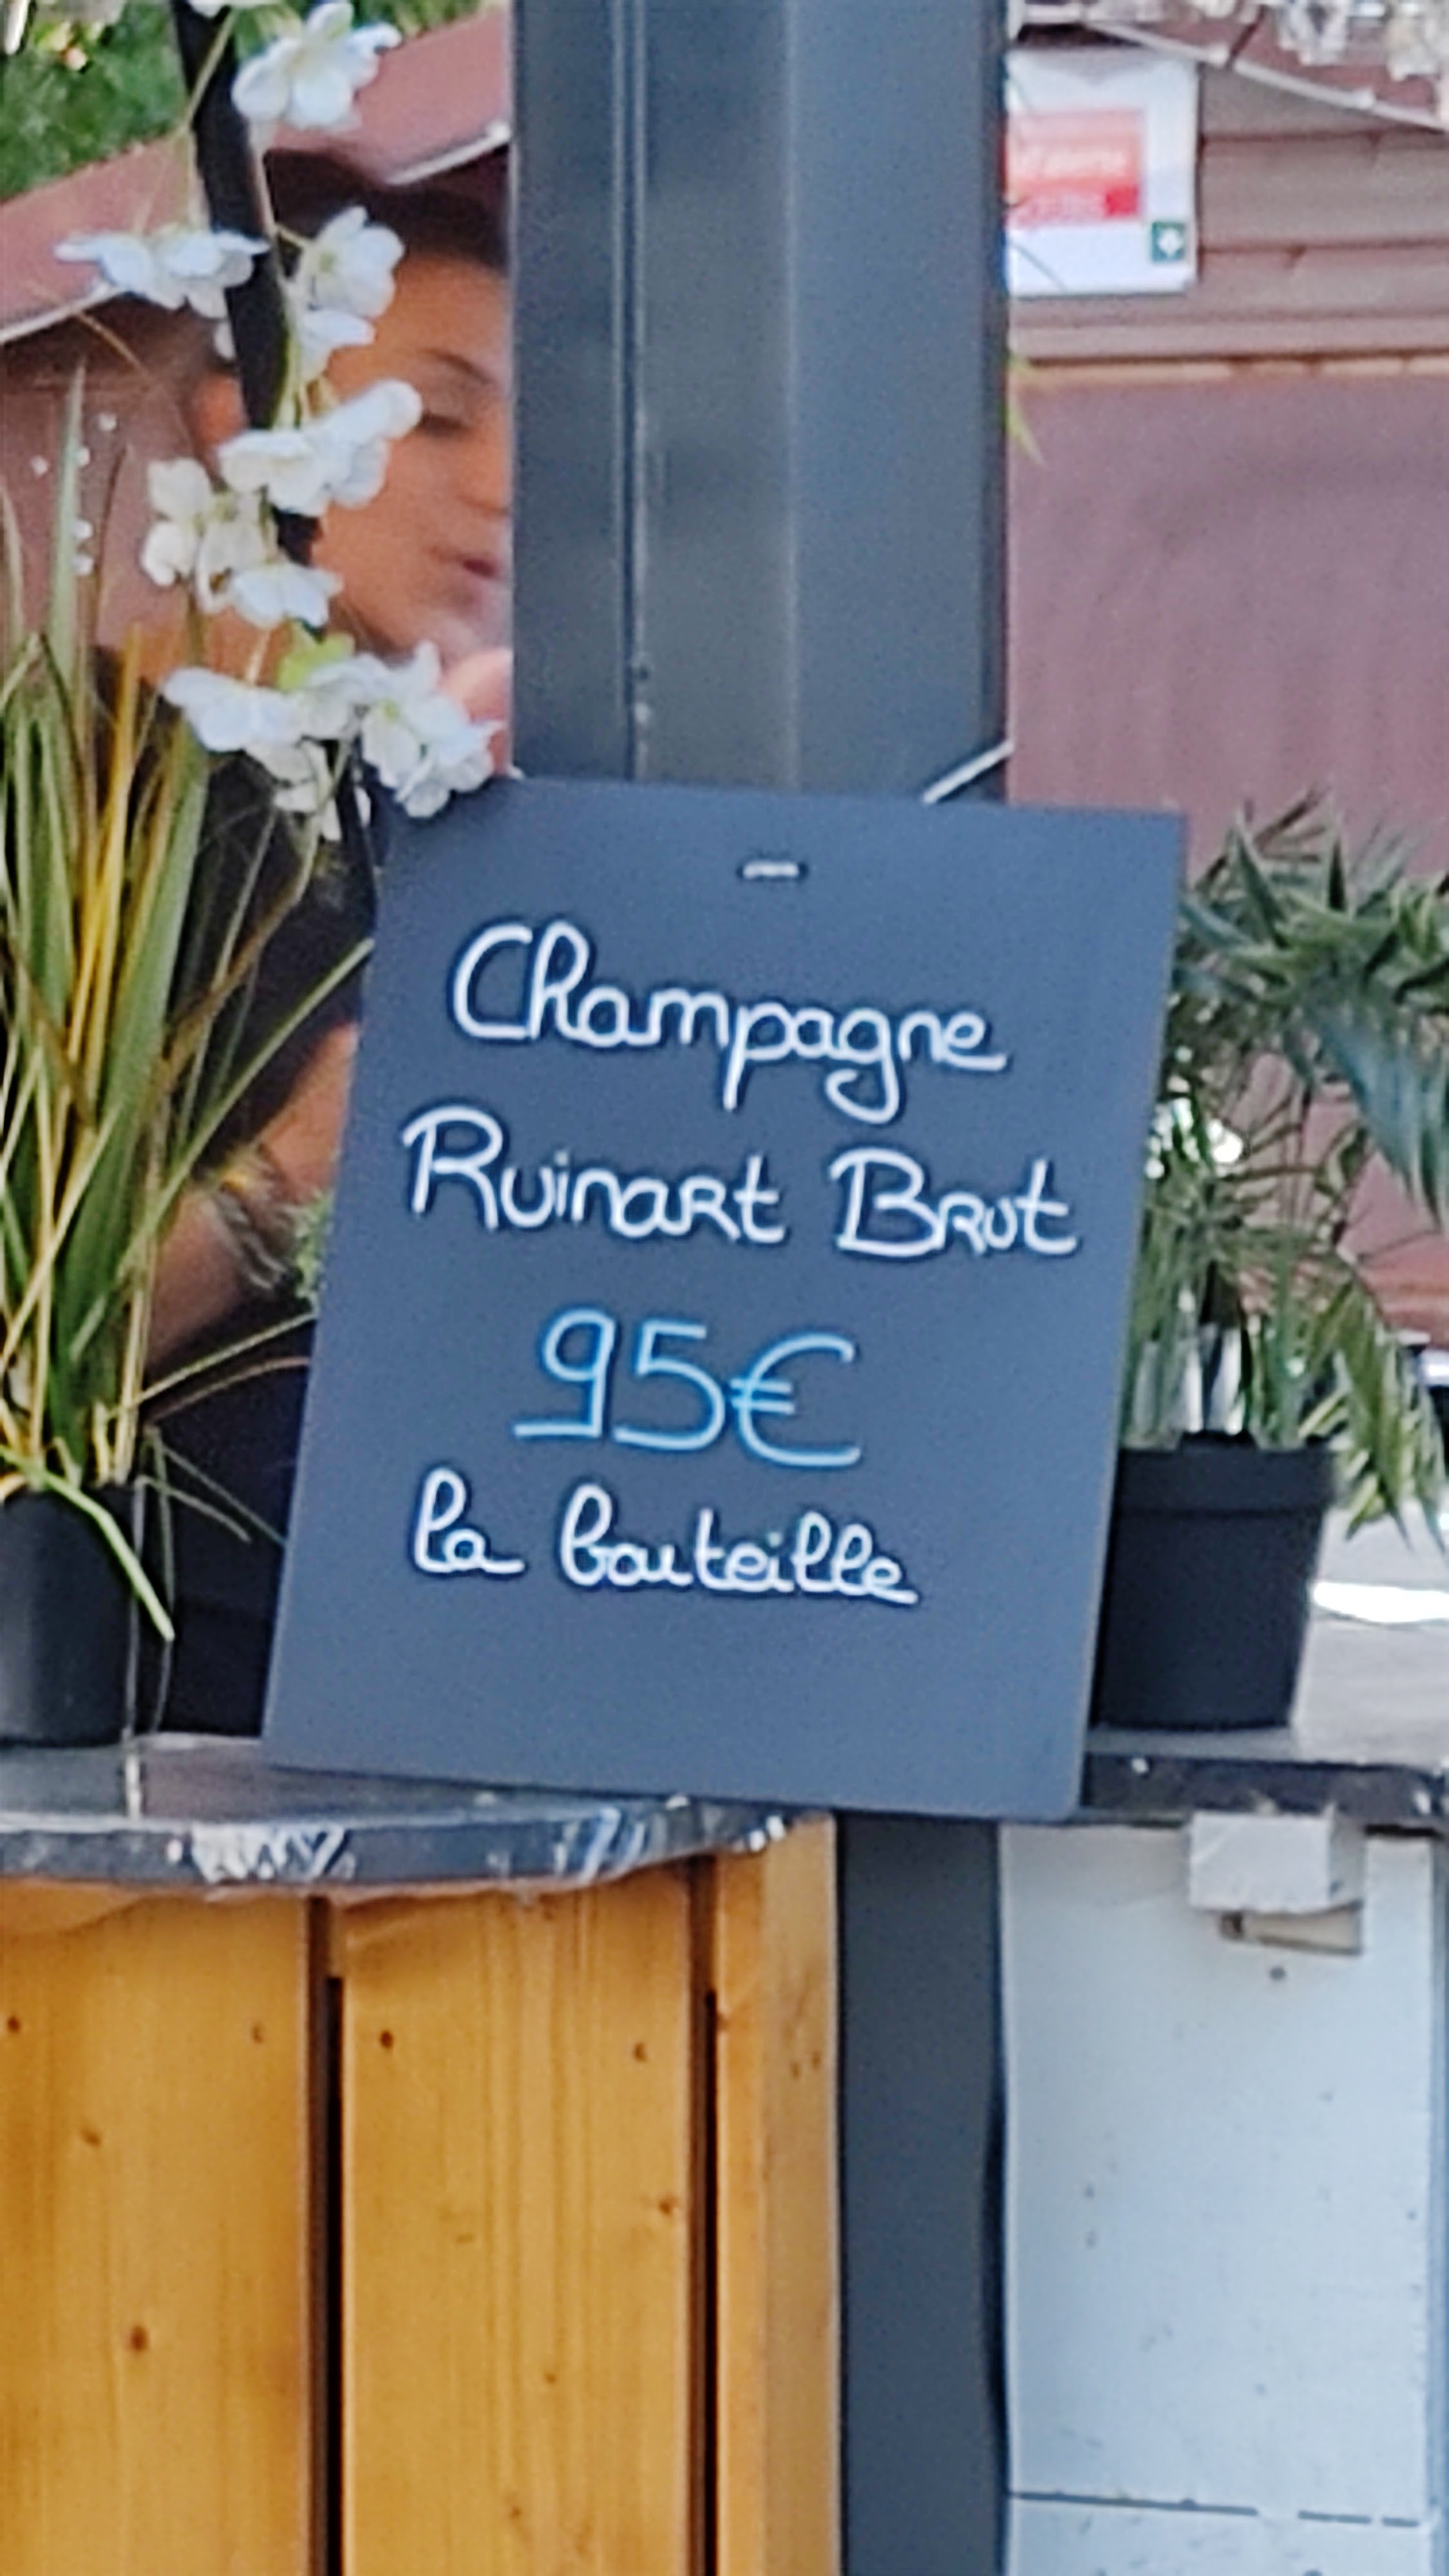 Champagne
Ruinart Brut
95€
la bouteille